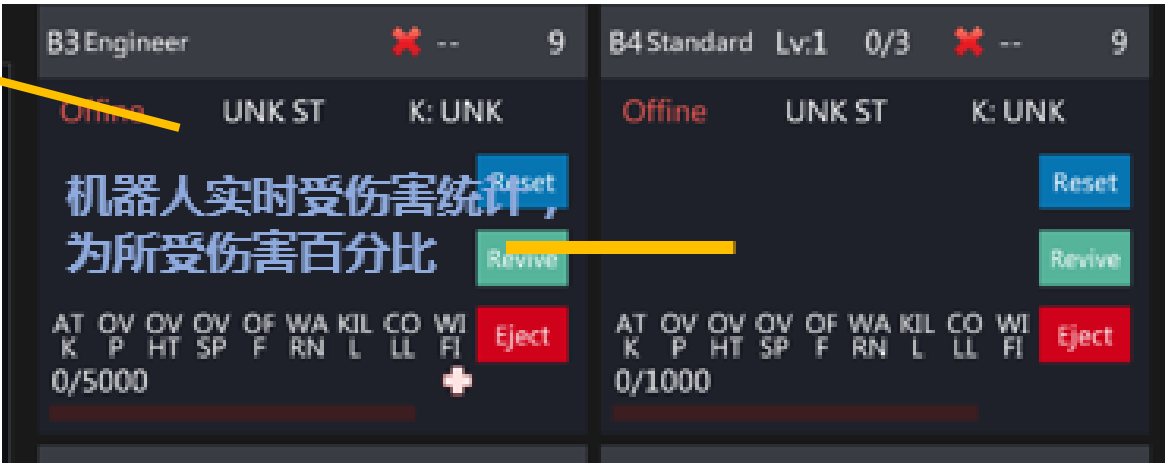 B3 Engineer -- 9
B4 Standard Lv:1 0/3 -- 9
Offine UNK ST K: UNK
Offine UNK ST K: UNK
机器人实时受伤害统计，
为所受伤害百分比
Reset
Revive
Reset
Revive
AT OV OV OV OF WA KIL CO WI
K P HT SP F RN L LL FI
Eject
0/5000
AT OV OV OV OF WA KIL CO WI
K P HT SP F RN L LL FI
Eject
0/1000